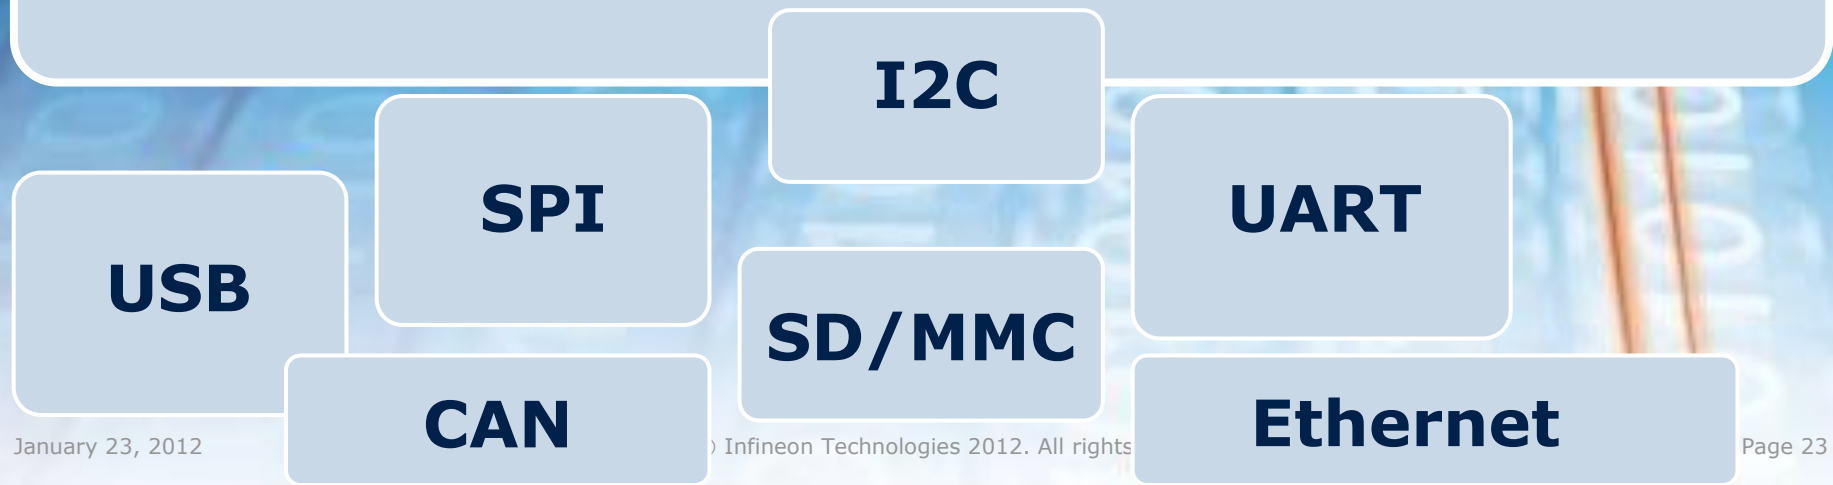 I2C
SPI
UART
USB
SD/MMC
CAN
Ethernet
January 23, 2012
Infineon Technologies 2012. All rights
Page 23